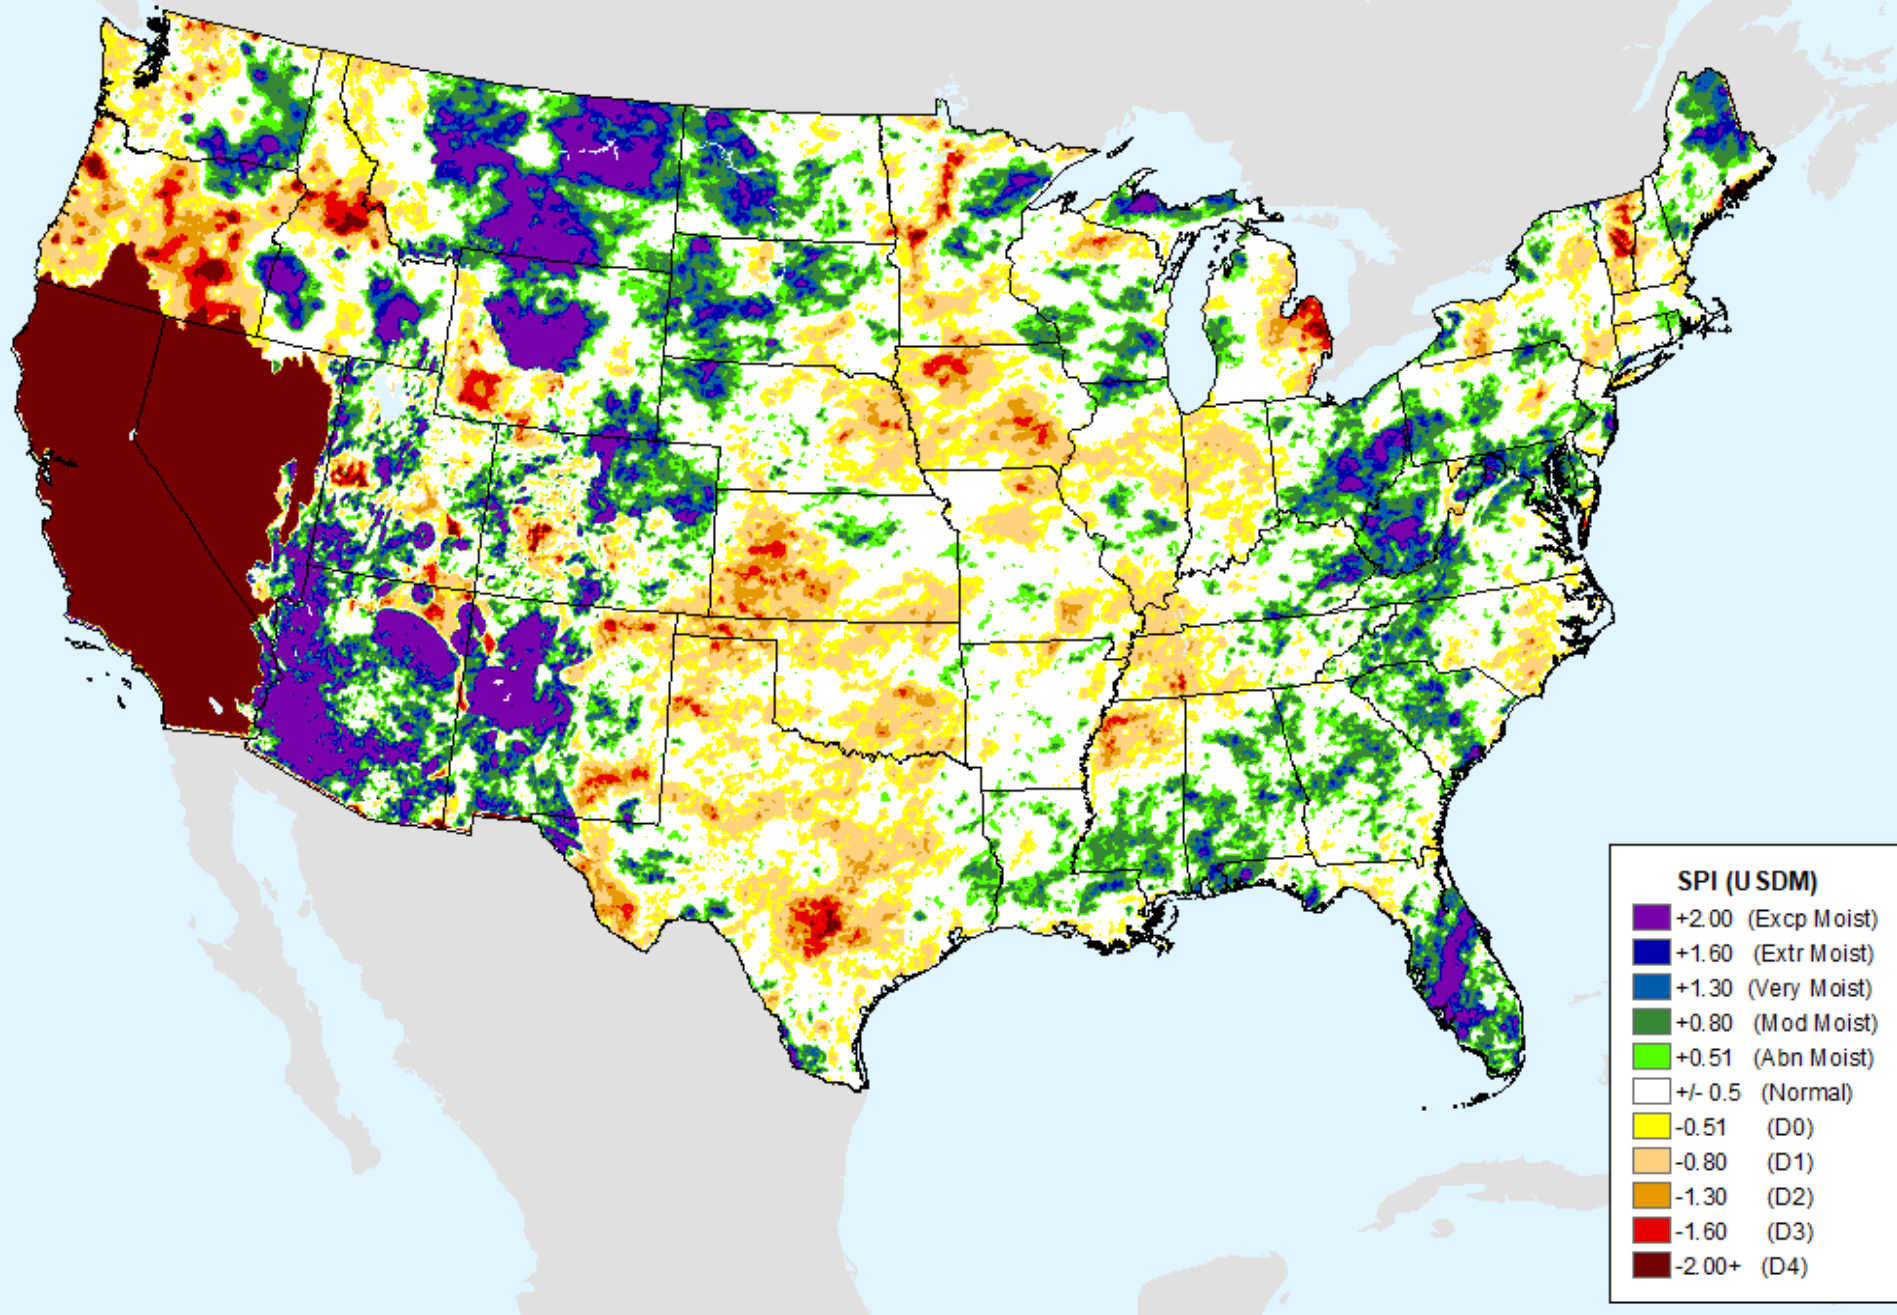 SPI (USDM)
+2.00 (Excp Moist)
+1.60 (Extr Moist)
+1.30 (Very Moist)
+0.80 (Mod Moist)
+0.51 (Abn Moist)
+/- 0.5 (Normal)
-0.51 (D0)
-0.80 (D1)
-1.30 (D2)
-1.60 (D3)
-2.00+ (D4)